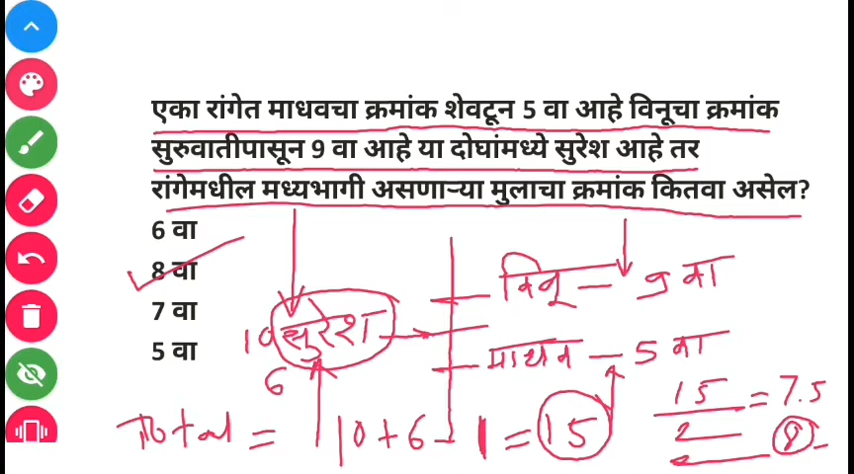 एका रांगेत माधवचा क्रमांक शेवटून 5 वा आहे विनूचा क्रमांक
सुरुवातीपासून 9 वा आहे या दोघांमध्ये सुरेश आहे तर
रांगेमधील मध्यभागी असणाऱ्या मुलाचा क्रमांक कितवा असेल?
6 वा
8 वा
7 वा
5 वा
विनू – 9 वा
10 सुरेश
माधव – 5 वा
6
Total = 10+6-1 = 15
15/2 = 7.5
8